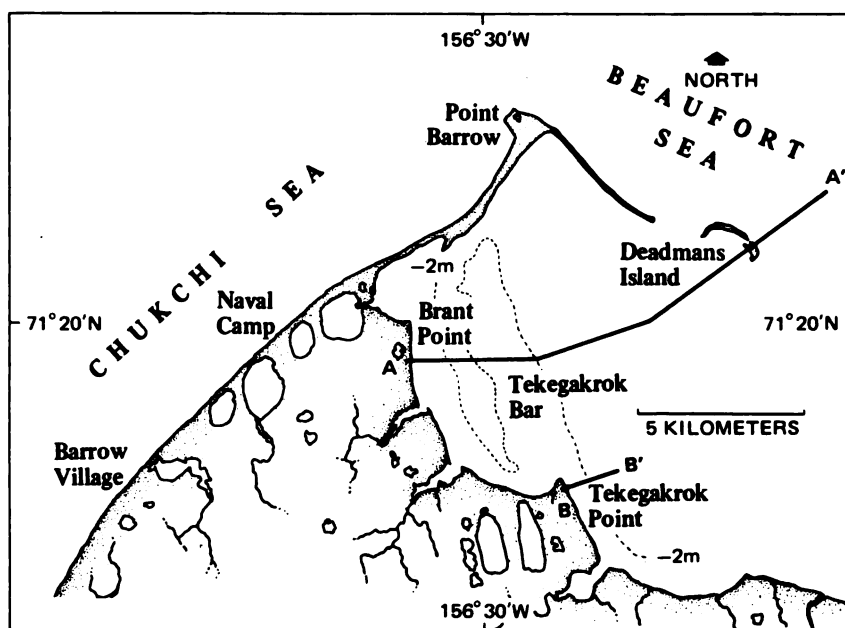 156° 30' W
NORTH
BEAUFORT
SEA
Point
Barrow
A'
CHUKCHI SEA
Deadmans
Island
−2m
Naval
Camp
Brant
Point
71° 20' N
71° 20' N
A
Tekegakrok
Bar
5 KILOMETERS
Barrow
Village
B'
B
Tekegakrok
Point
−2m
156° 30' W